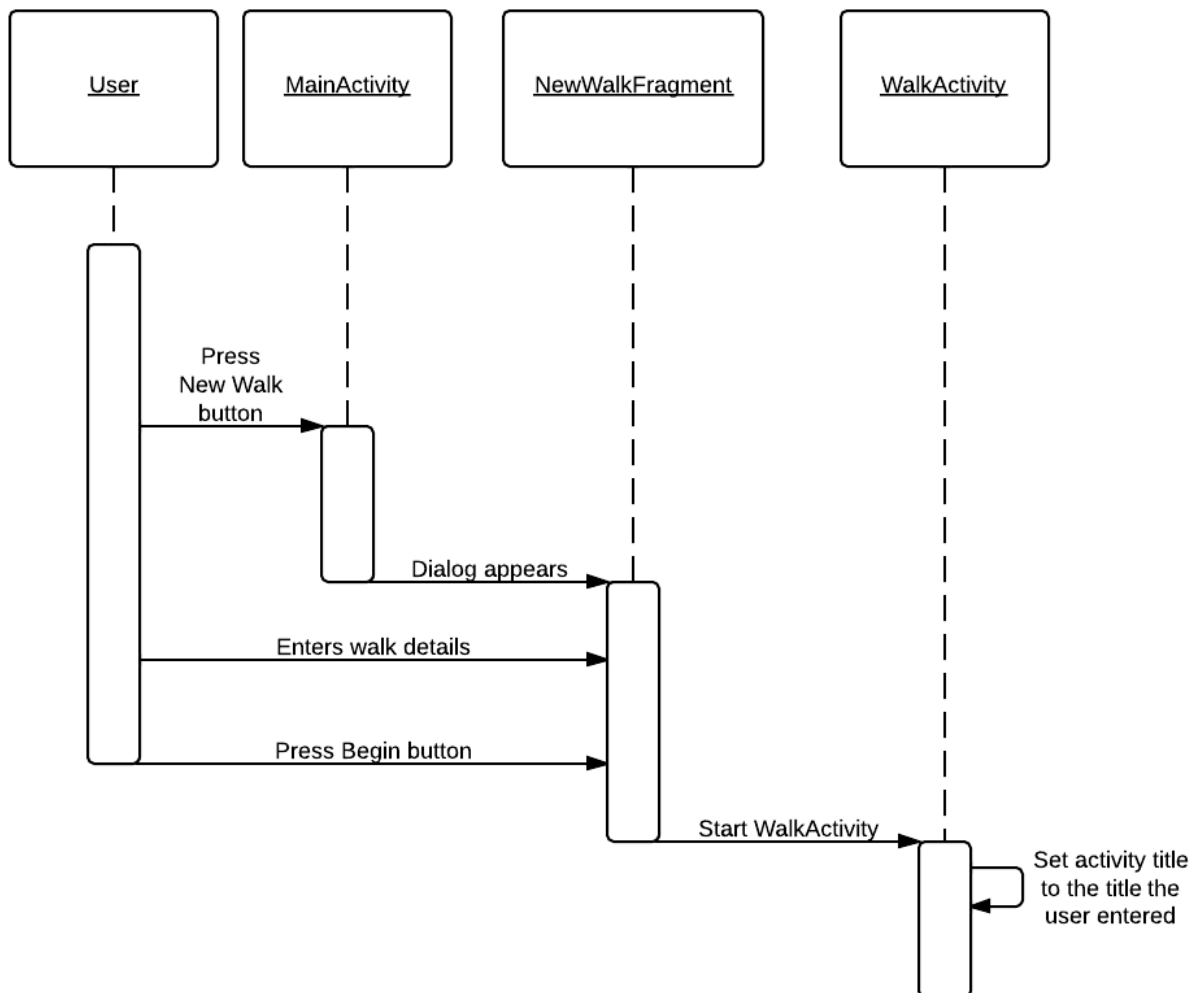 User
MainActivity
NewWalkFragment
WalkActivity
Press
New Walk
button
Dialog appears
Enters walk details
Press Begin button
Start WalkActivity
Set activity title
to the title the
user entered